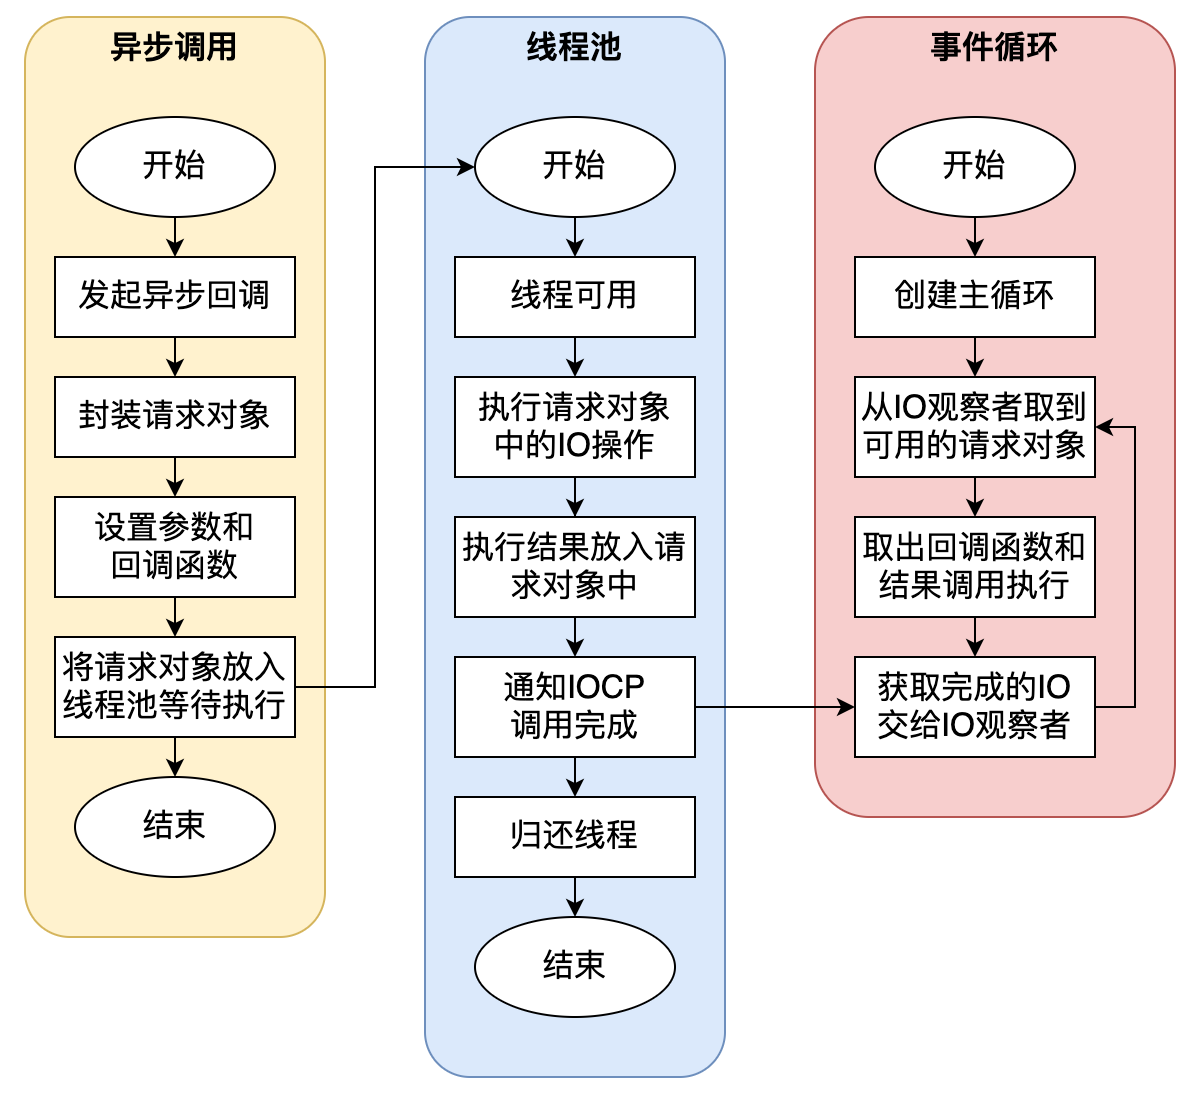 异步调用
开始
发起异步回调
封装请求对象
设置参数和
回调函数
将请求对象放入
线程池等待执行
结束
线程池
开始
线程可用
执行请求对象
中的IO操作
执行结果放入请
求对象中
通知IOCP
调用完成
归还线程
结束
事件循环
开始
创建主循环
从IO观察者取到
可用的请求对象
取出回调函数和
结果调用执行
获取完成的IO
交给IO观察者